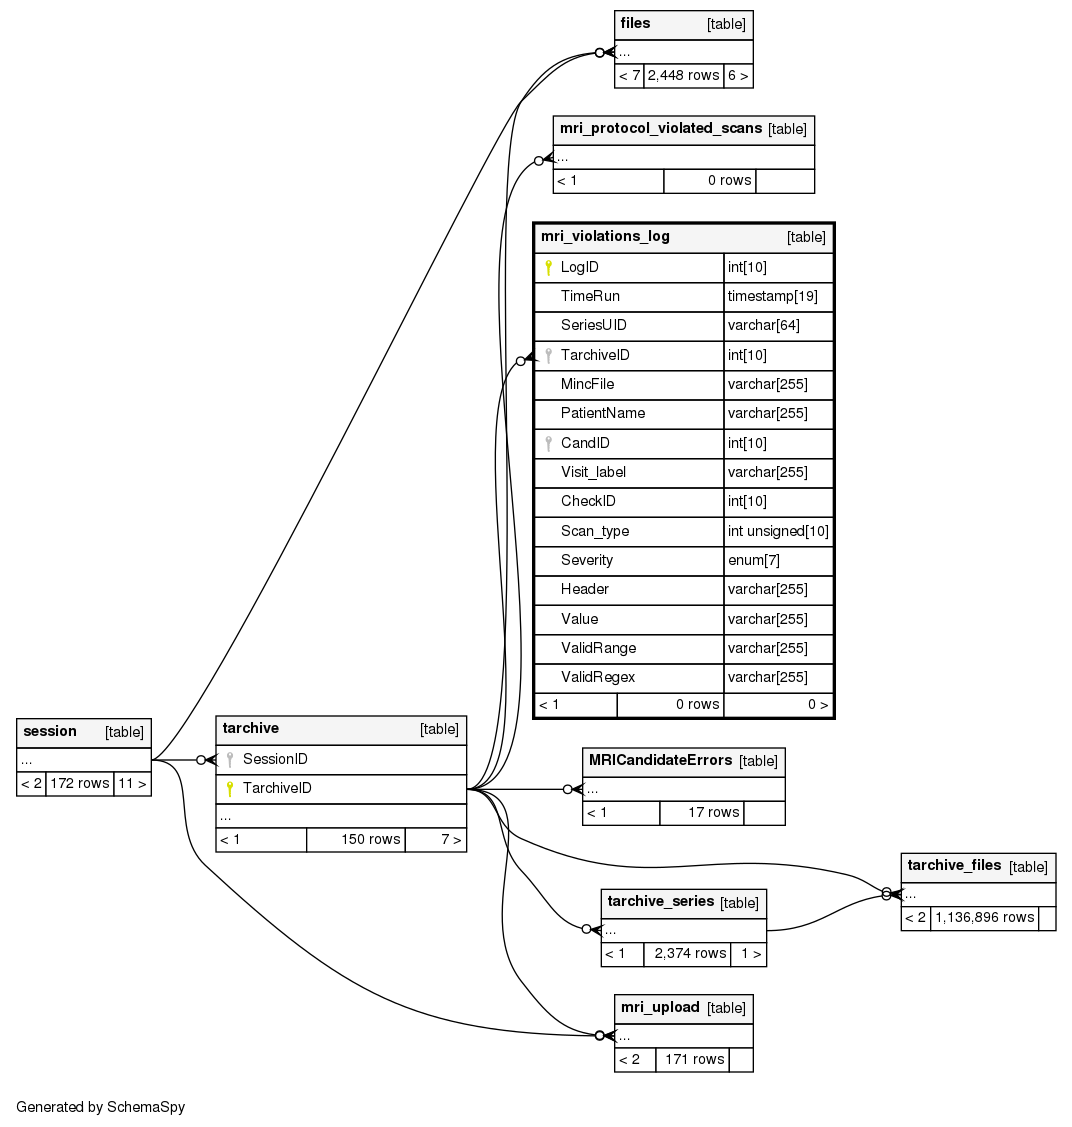 files [table]
...
< 7 2,448 rows 6 >
mri_protocol_violated_scans [table]
...
< 1 0 rows
mri_violations_log [table]
LogID int[10]
TimeRun timestamp[19]
SeriesUID varchar[64]
TarchiveID int[10]
MincFile varchar[255]
PatientName varchar[255]
CandID int[10]
Visit_label varchar[255]
CheckID int[10]
Scan_type int unsigned[10]
Severity enum[7]
Header varchar[255]
Value varchar[255]
ValidRange varchar[255]
ValidRegex varchar[255]
< 1 0 rows 0 >
session [table]
...
< 2 172 rows 11 >
tarchive [table]
SessionID
TarchiveID
...
< 1 150 rows 7 >
MRICandidateErrors [table]
...
< 1 17 rows
tarchive_files [table]
...
< 2 1,136,896 rows
tarchive_series [table]
...
< 1 2,374 rows 1 >
mri_upload [table]
...
< 2 171 rows
Generated by SchemaSpy